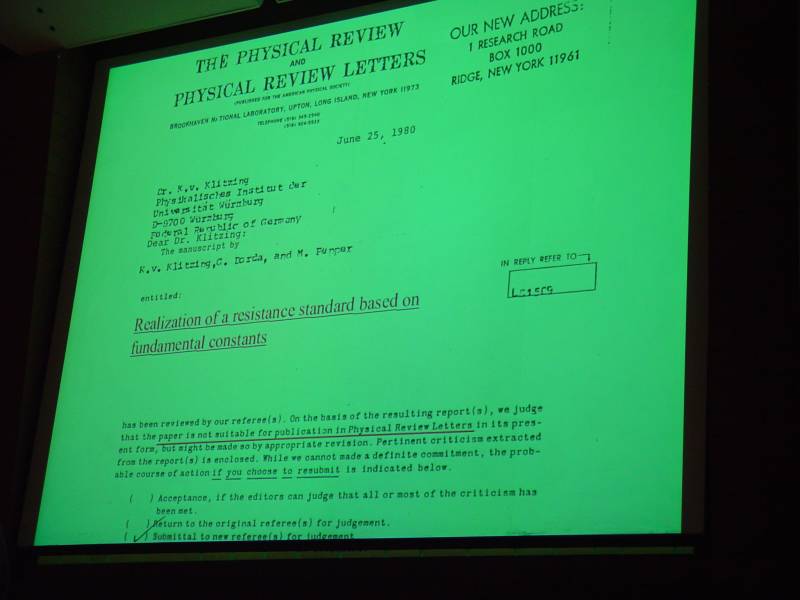 THE PHYSICAL REVIEW
AND
PHYSICAL REVIEW LETTERS
(PUBLISHED FOR THE AMERICAN PHYSICAL SOCIETY)
BROOKHAVEN NATIONAL LABORATORY, UPTON, LONG ISLAND, NEW YORK 11973
OUR NEW ADDRESS:
1 RESEARCH ROAD
BOX 1000
RIDGE, NEW YORK 11961
June 25, 1980
Dr. K.v. Klitzing
Physikalisches Institut der
Universität Würzburg
D-8700 Würzburg
Federal Republic of Germany
Dear Dr. Klitzing:
The manuscript by
K.v. Klitzing, G. Dorda, and M. Pepper
IN REPLY REFER TO
entitled:
Realization of a resistance standard based on
fundamental constants
has been reviewed by our referee(s). On the basis of the resulting report(s), we judge
that the paper is not suitable for publication in Physical Review Letters in its pres-
ent form, but might be made so by appropriate revision. Pertinent criticism extracted
from the report(s) is enclosed. While we cannot made a definite commitment, the prob-
able course of action if you choose to resubmit is indicated below.
( ) Acceptance, if the editors can judge that all or most of the criticism has
been met.
( ) Return to the original referee(s) for judgement.
(✓) Submittal to new referee(s) for judgement